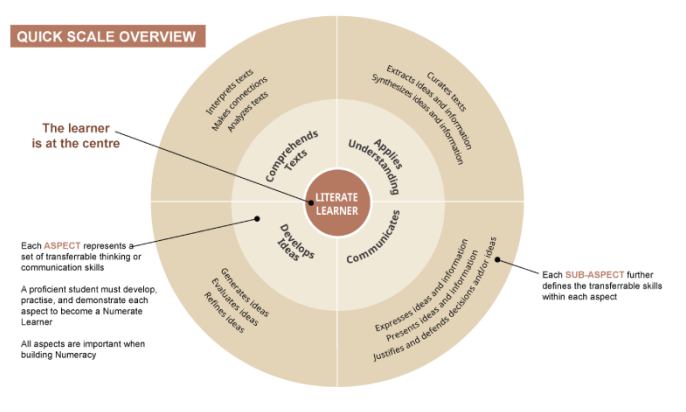 QUICK SCALE OVERVIEW
The learner
is at the centre
Interprets texts
Makes connections
Analyzes texts
Comprehends
Texts
Curates texts
Extracts ideas and information
Synthesizes ideas and information
Applies
Understanding
LITERATE
LEARNER
Develops
Ideas
Generates ideas
Evaluates ideas
Refines ideas
Communicates
Expresses ideas and information
Presents ideas and information
Justifies and defends decisions and/or ideas
Each ASPECT represents a
set of transferrable thinking or
communication skills
A proficient student must develop,
practise, and demonstrate each
aspect to become a Numerate
Learner
All aspects are important when
building Numeracy
Each SUB-ASPECT further
defines the transferrable skills
within each aspect